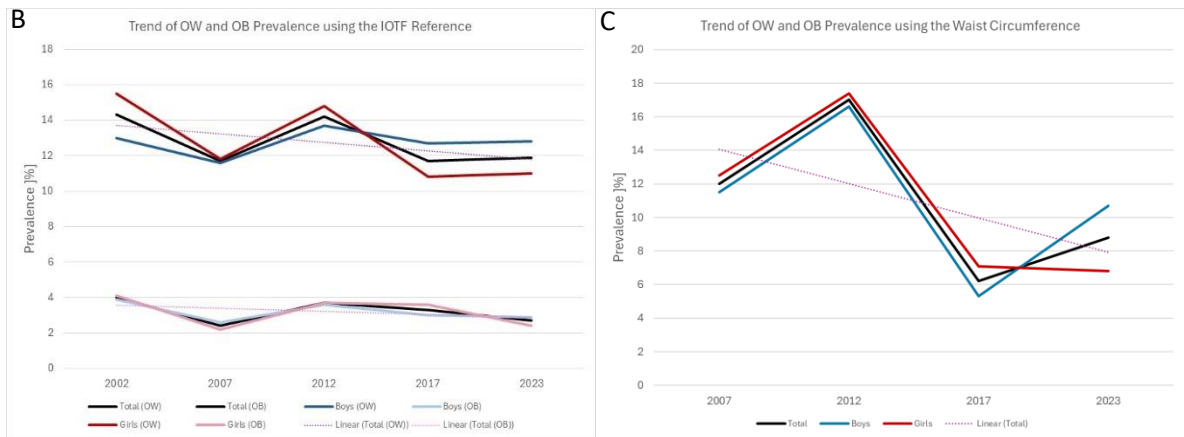 B
Trend of OW and OB Prevalence using the IOTF Reference
18
16
14
12
10
8
6
4
2
0
Prevalence ]%]
2002 2007 2012 2017 2023
Total (OW) Total (OB) Boys (OW) Boys (OB)
Girls (OW) Girls (OB) Linear (Total (OW)) Linear (Total (OB))
C
Trend of OW and OB Prevalence using the Waist Circumference
20
18
16
14
12
10
8
6
4
2
0
Prevalence ]%]
2007 2012 2017 2023
Total Boys Girls Linear (Total)